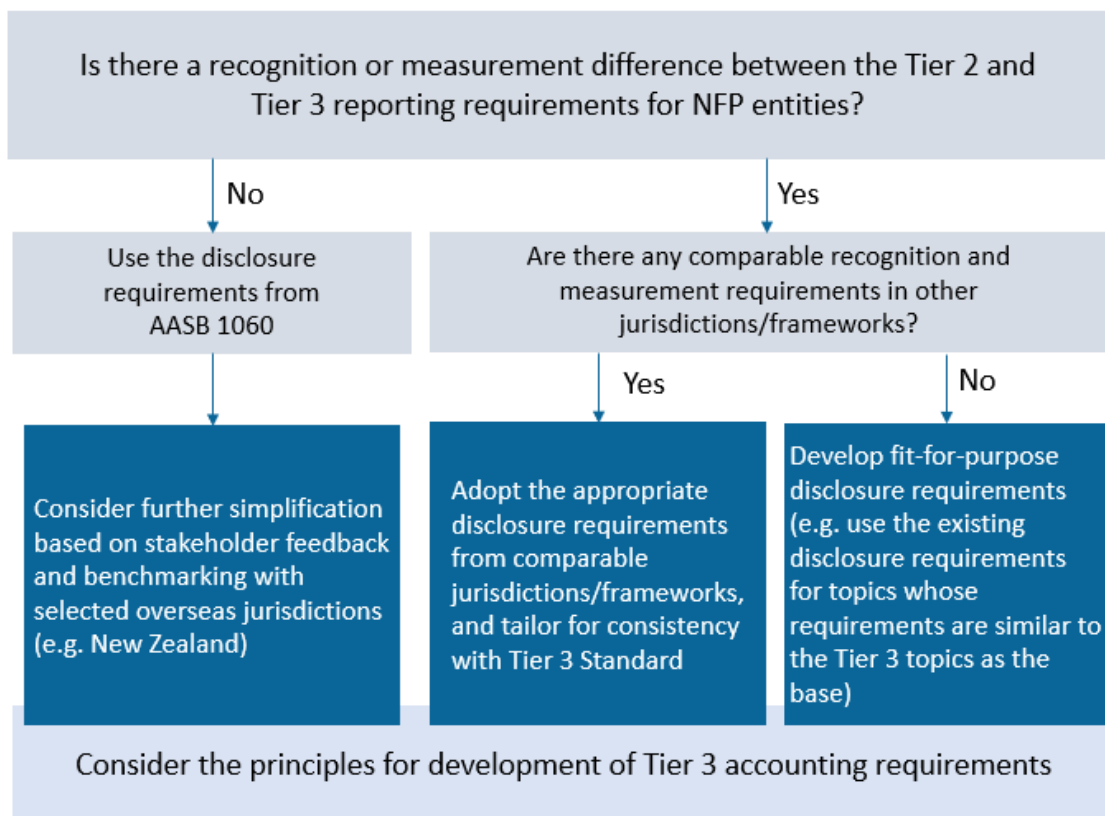 Is there a recognition or measurement difference between the Tier 2 and
Tier 3 reporting requirements for NFP entities?
No
Yes
Use the disclosure
requirements from
AASB 1060
Are there any comparable recognition and
measurement requirements in other
jurisdictions/frameworks?
Yes
No
Consider further simplification
based on stakeholder feedback
and benchmarking with
selected overseas jurisdictions
(e.g. New Zealand)
Adopt the appropriate
disclosure requirements
from comparable
jurisdictions/frameworks,
and tailor for consistency
with Tier 3 Standard
Develop fit-for-purpose
disclosure requirements
(e.g. use the existing
disclosure requirements
for topics whose
requirements are similar to
the Tier 3 topics as the
base)
Consider the principles for development of Tier 3 accounting requirements